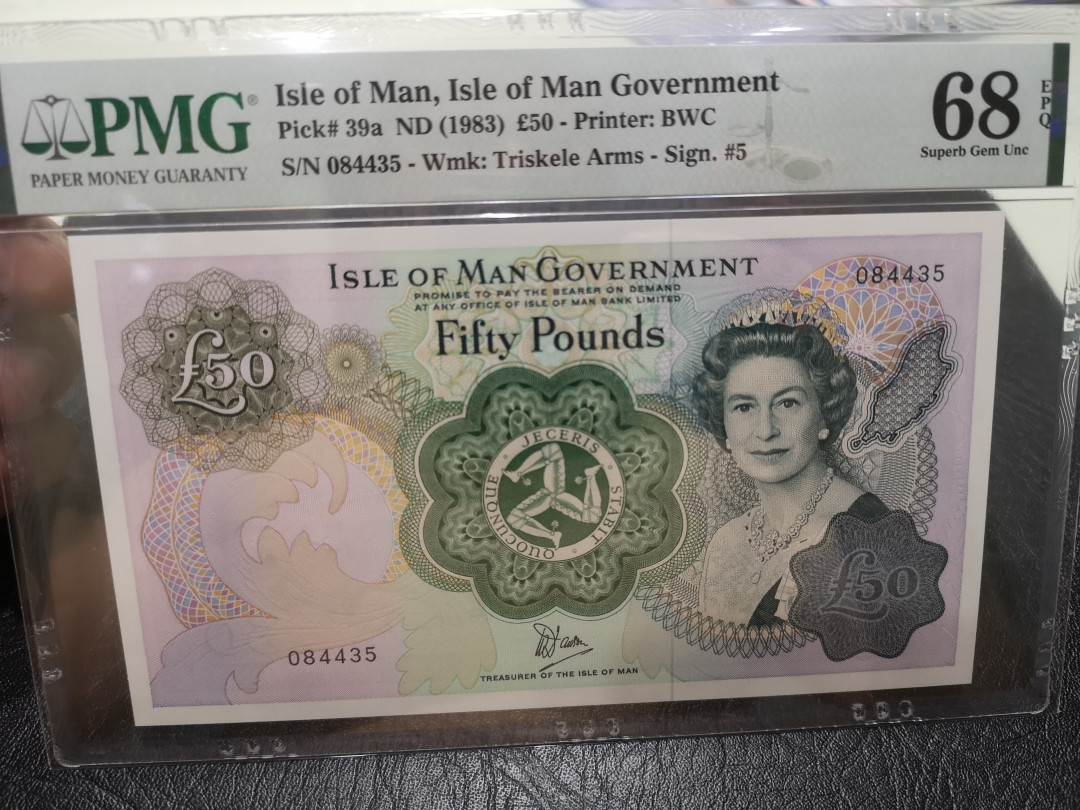 PMG®
PAPER MONEY GUARANTY
Isle of Man, Isle of Man Government
Pick# 39a ND (1983) £50 - Printer: BWC
S/N 084435 - Wmk: Triskele Arms - Sign. #5
68
EPQ
Superb Gem Unc
ISLE OF MAN GOVERNMENT
PROMISE TO PAY THE BEARER ON DEMAND
AT ANY OFFICE OF ISLE OF MAN BANK LIMITED
Fifty Pounds
084435
£50
QUOCUNQUE · JECERIS · STABIT ·
£50
084435
TREASURER OF THE ISLE OF MAN